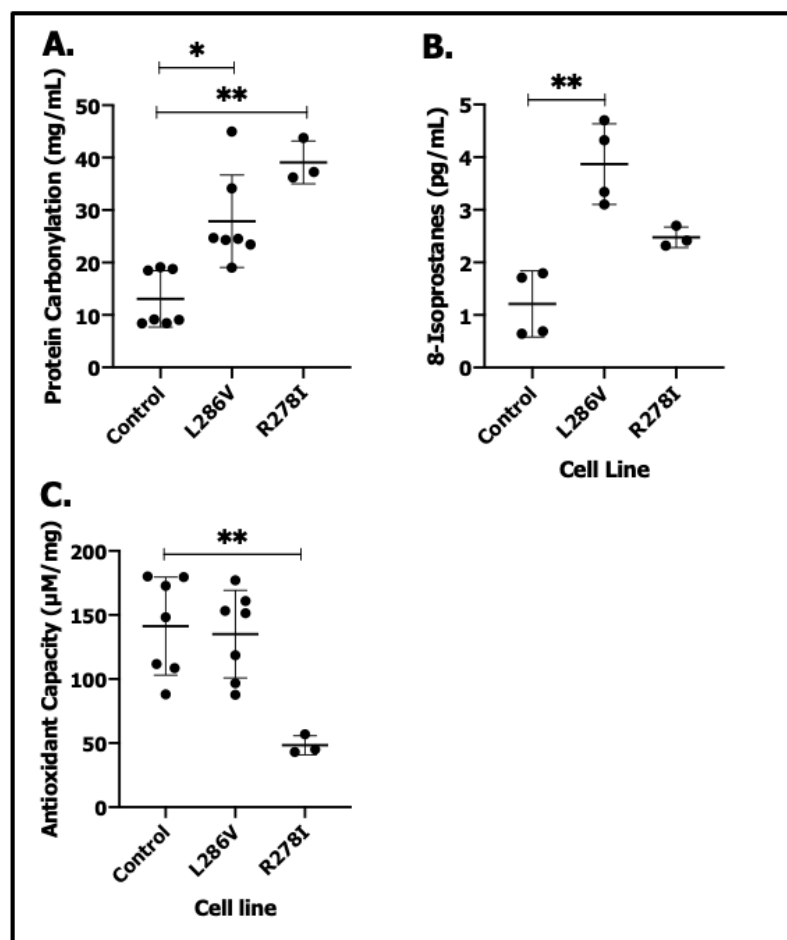 A.
*
**
Protein Carbonylation (mg/mL)
50
40
30
20
10
0
Control
L286V
R278I
B.
**
8-Isoprostanes (pg/mL)
5
4
3
2
1
0
Control
L286V
R278I
Cell Line
C.
**
Antioxidant Capacity (µM/mg)
200
150
100
50
0
Control
L286V
R278I
Cell line